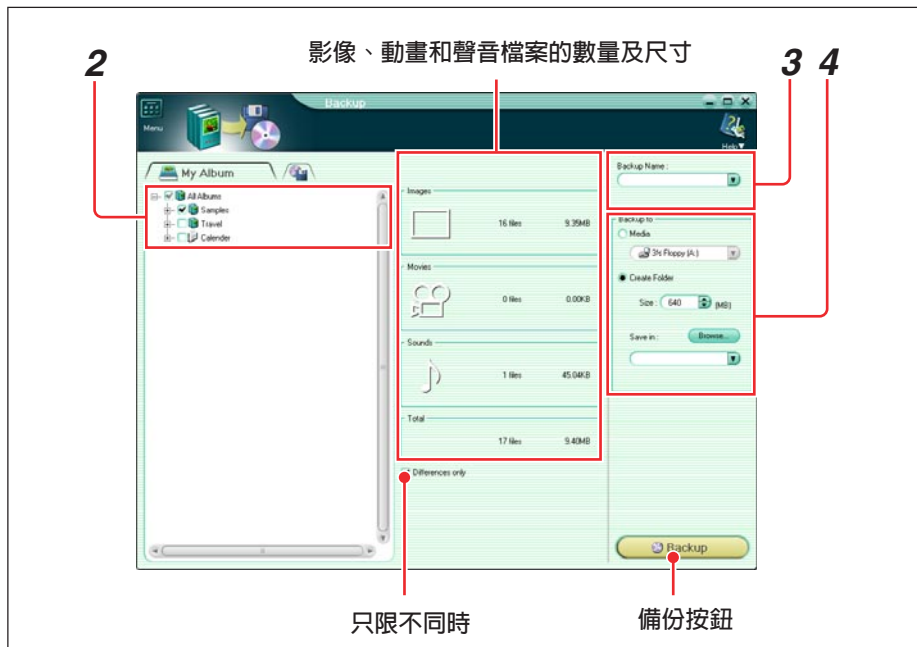 影像、動畫和聲音檔案的數量及尺寸
2
3 4
Backup
Menu
Help
My Album
All Albums
Samples
Travel
Calender
Images
16 files 9.35MB
Movies
0 files 0.00KB
Sounds
1 files 45.04KB
Total
17 files 9.40MB
Differences only
Backup Name :
Backup to
Media
3½ Floppy (A:)
Create Folder
Size : 640 [MB]
Save in : Browse...
Backup
只限不同時
備份按鈕